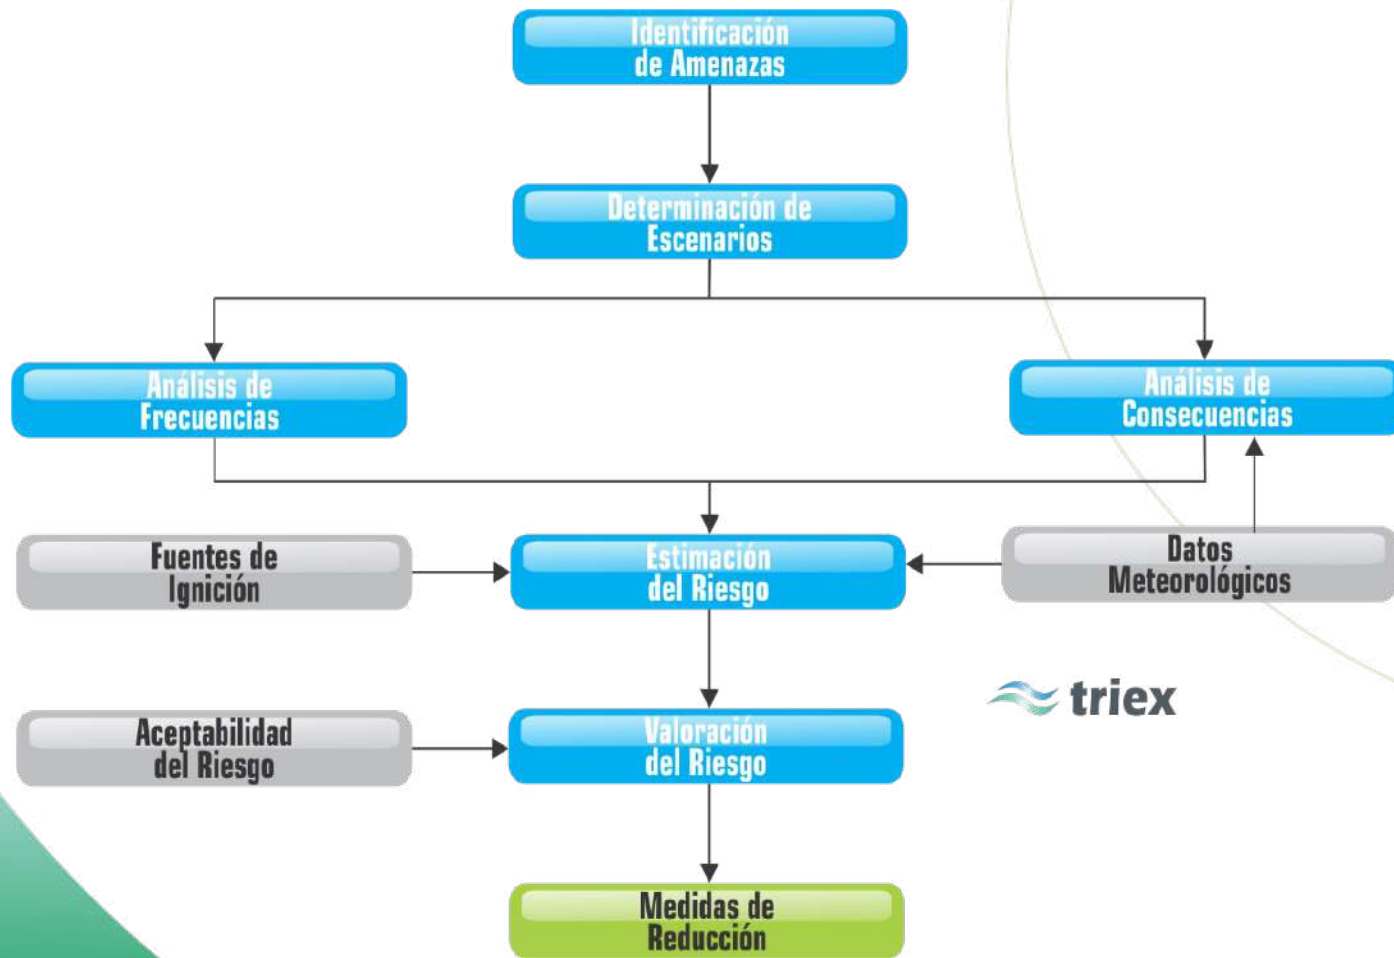 Identificación
de Amenazas
Determinación de
Escenarios
Análisis de
Frecuencias
Análisis de
Consecuencias
Fuentes de
Ignición
Estimación
del Riesgo
Datos
Meteorológicos
triex
Aceptabilidad
del Riesgo
Valoración
del Riesgo
Medidas de
Reducción